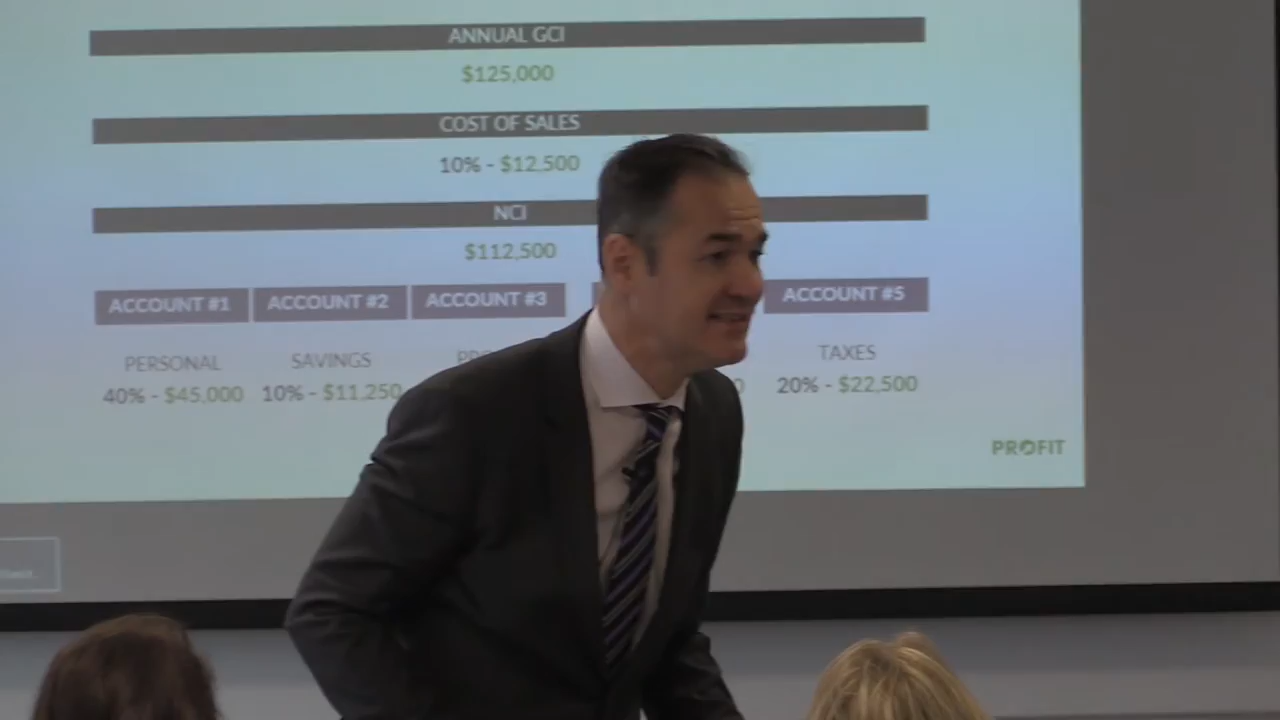 ANNUAL GCI
$125,000
COST OF SALES
10% - $12,500
NCI
$112,500
ACCOUNT #1 ACCOUNT #2 ACCOUNT #3 ACCOUNT #5
PERSONAL SAVINGS TAXES
40% - $45,000 10% - $11,250 20% - $22,500
PROFIT